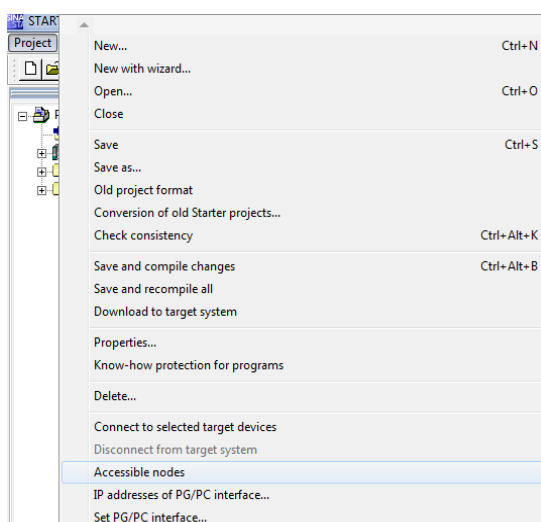 STAR
Project
New... Ctrl+N
New with wizard...
Open... Ctrl+O
Close
Save Ctrl+S
Save as...
Old project format
Conversion of old Starter projects...
Check consistency Ctrl+Alt+K
Save and compile changes Ctrl+Alt+B
Save and recompile all
Download to target system
Properties...
Know-how protection for programs
Delete...
Connect to selected target devices
Disconnect from target system
Accessible nodes
IP addresses of PG/PC interface...
Set PG/PC interface...